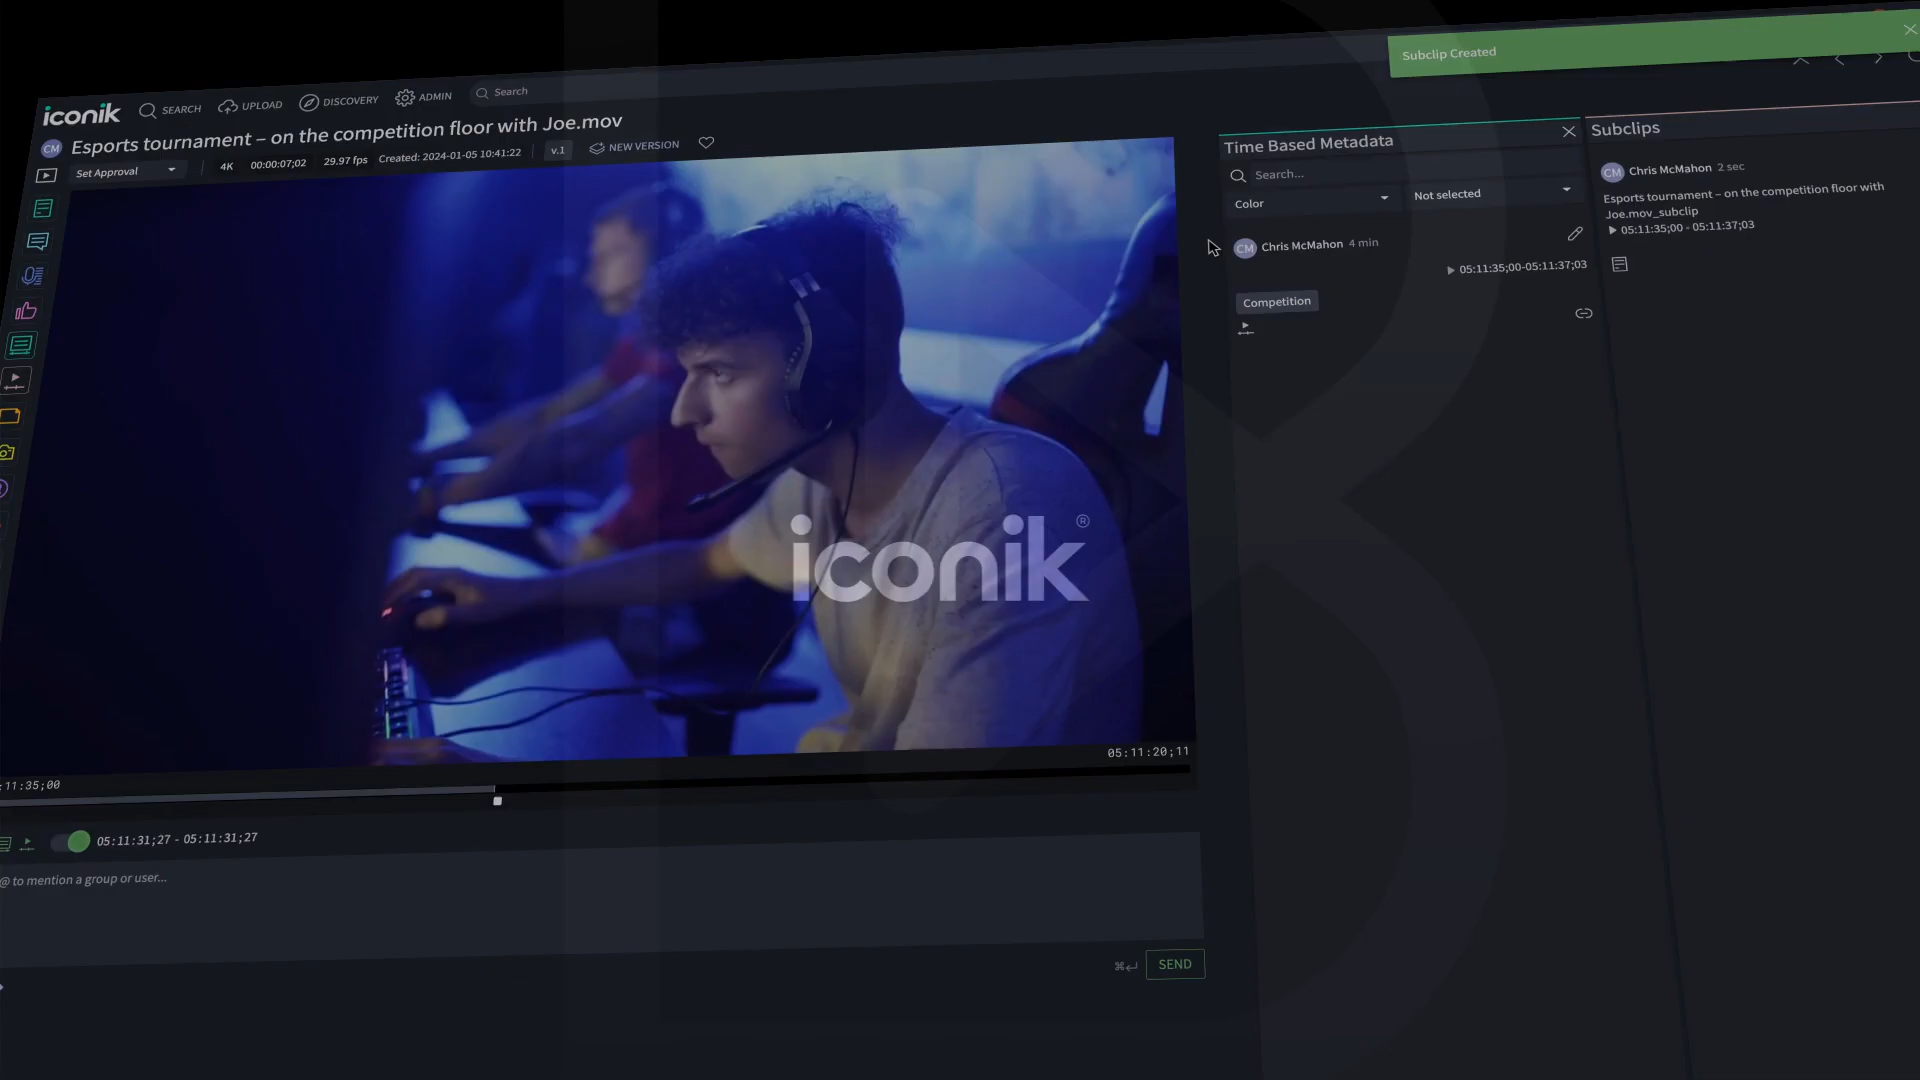 Subclip Created
iconik
SEARCH
UPLOAD
DISCOVERY
ADMIN
Search
CM
Esports tournament – on the competition floor with Joe.mov
Set Approval
4K
00:00:07;02
29.97 fps
Created: 2024-01-05 10:41:22
v.1
NEW VERSION
Time Based Metadata
Search...
Color
Not selected
CM
Chris McMahon 4 min
05:11:35;00-05:11:37;03
Competition
Subclips
CM
Chris McMahon 2 sec
Esports tournament – on the competition floor with
Joe.mov_subclip
05:11:35;00 - 05:11:37;03
iconik®
:11:35;00
05:11:20;11
05:11:31;27 - 05:11:31;27
@ to mention a group or user...
⌘↵
SEND